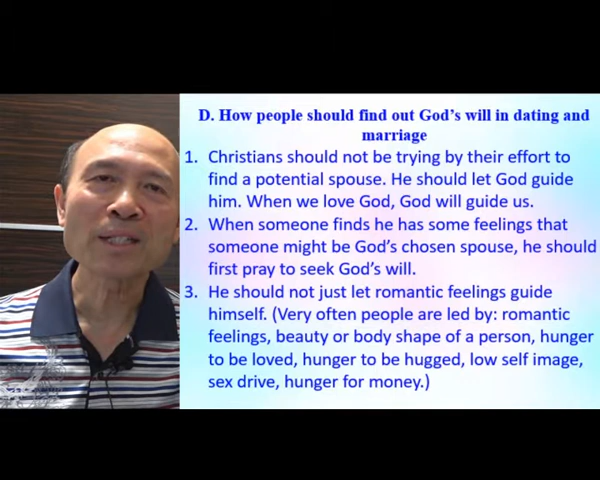 D. How people should find out God's will in dating and
marriage
1. Christians should not be trying by their effort to
find a potential spouse. He should let God guide
him. When we love God, God will guide us.
2. When someone finds he has some feelings that
someone might be God's chosen spouse, he should
first pray to seek God's will.
3. He should not just let romantic feelings guide
himself. (Very often people are led by: romantic
feelings, beauty or body shape of a person, hunger
to be loved, hunger to be hugged, low self image,
sex drive, hunger for money.)